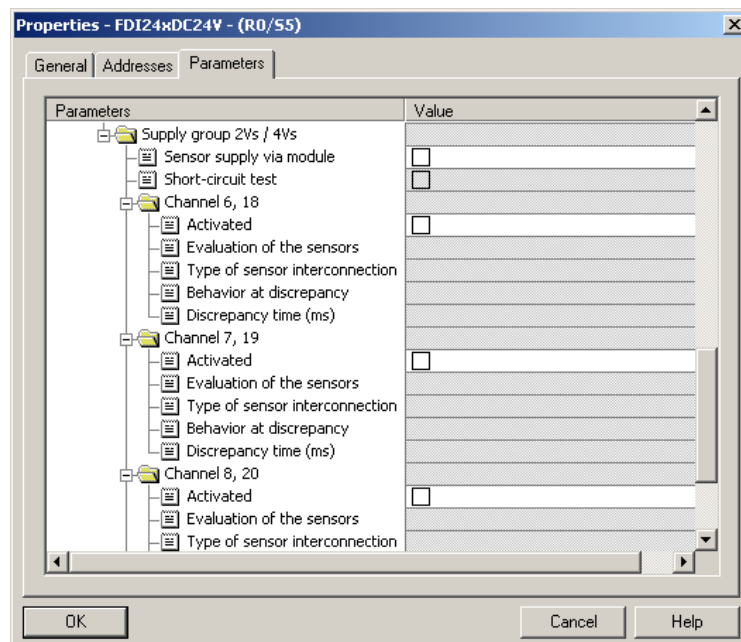 Properties - FDI24xDC24V - (R0/S5)
General Addresses Parameters
Parameters Value
Supply group 2Vs / 4Vs
Sensor supply via module
Short-circuit test
Channel 6, 18
Activated
Evaluation of the sensors
Type of sensor interconnection
Behavior at discrepancy
Discrepancy time (ms)
Channel 7, 19
Activated
Evaluation of the sensors
Type of sensor interconnection
Behavior at discrepancy
Discrepancy time (ms)
Channel 8, 20
Activated
Evaluation of the sensors
Type of sensor interconnection
OK Cancel Help